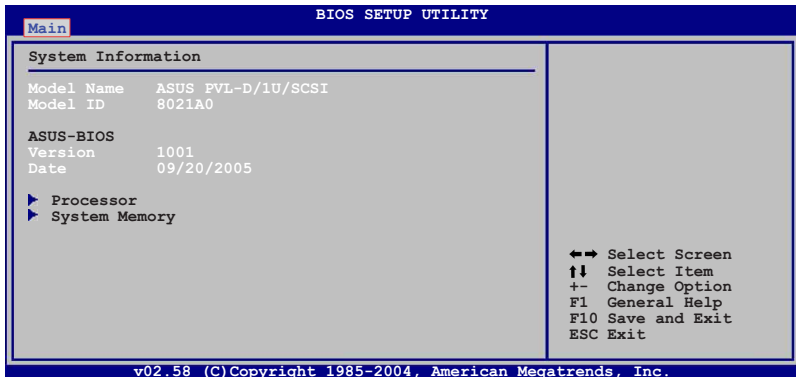 BIOS SETUP UTILITY
Main
System Information
Model Name ASUS PVL-D/1U/SCSI
Model ID 8021A0
ASUS-BIOS
Version 1001
Date 09/20/2005
Processor
System Memory
←→ Select Screen
↑↓ Select Item
+- Change Option
F1 General Help
F10 Save and Exit
ESC Exit
v02.58 (C)Copyright 1985-2004, American Megatrends, Inc.